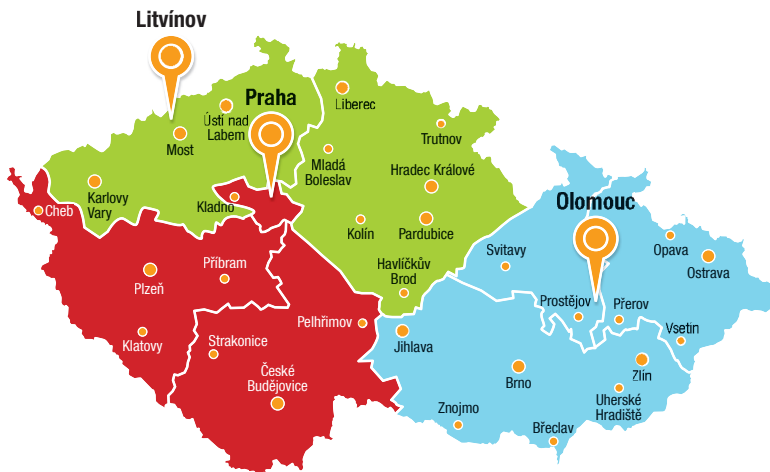 Litvínov
Praha
Liberec
Ústí nad
Labem
Trutnov
Most
Mladá
Boleslav
Hradec Králové
Karlovy
Vary
Kladno
Cheb
Olomouc
Kolín
Pardubice
Svitavy
Opava
Ostrava
Příbram
Plzeň
Havlíčkův
Brod
Prostějov
Přerov
Pelhřimov
Vsetín
Klatovy
Strakonice
Jihlava
České
Budějovice
Brno
Zlín
Uherské
Hradiště
Znojmo
Břeclav